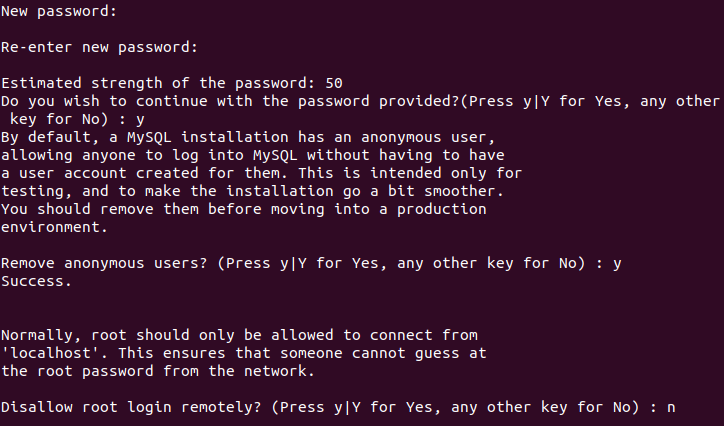 New password:
Re-enter new password:
Estimated strength of the password: 50
Do you wish to continue with the password provided?(Press y|Y for Yes, any other
 key for No) : y
By default, a MySQL installation has an anonymous user,
allowing anyone to log into MySQL without having to have
a user account created for them. This is intended only for
testing, and to make the installation go a bit smoother.
You should remove them before moving into a production
environment.
Remove anonymous users? (Press y|Y for Yes, any other key for No) : y
Success.
Normally, root should only be allowed to connect from
'localhost'. This ensures that someone cannot guess at
the root password from the network.
Disallow root login remotely? (Press y|Y for Yes, any other key for No) : n